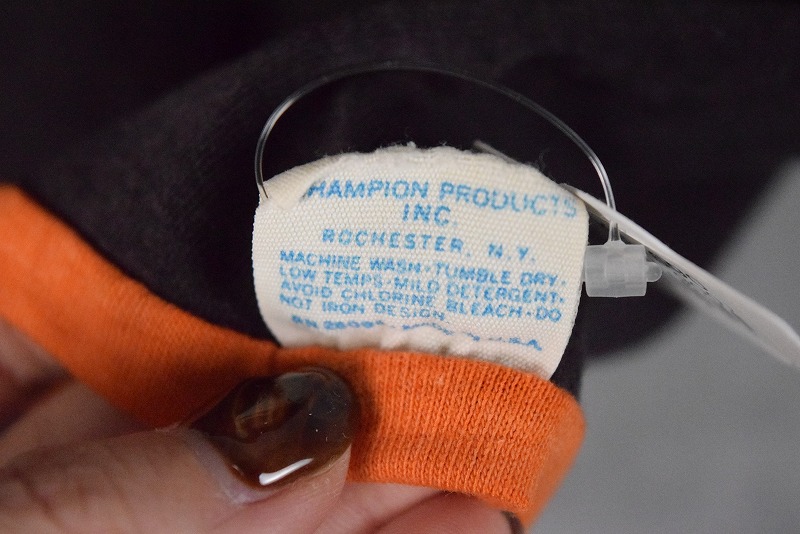 HAMPION PRODUCTS
INC.
ROCHESTER, N.Y.
MACHINE WASH-TUMBLE DRY.
LOW TEMPS-MILD DETERGENT.
AVOID CHLORINE BLEACH-DO
NOT IRON DESIGN
RN U.S.A.